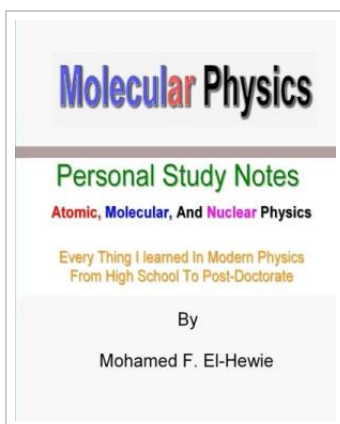 Molecular Physics
Personal Study Notes
Atomic, Molecular, And Nuclear Physics
Every Thing I learned In Modern Physics
From High School To Post-Doctorate
By
Mohamed F. El-Hewie